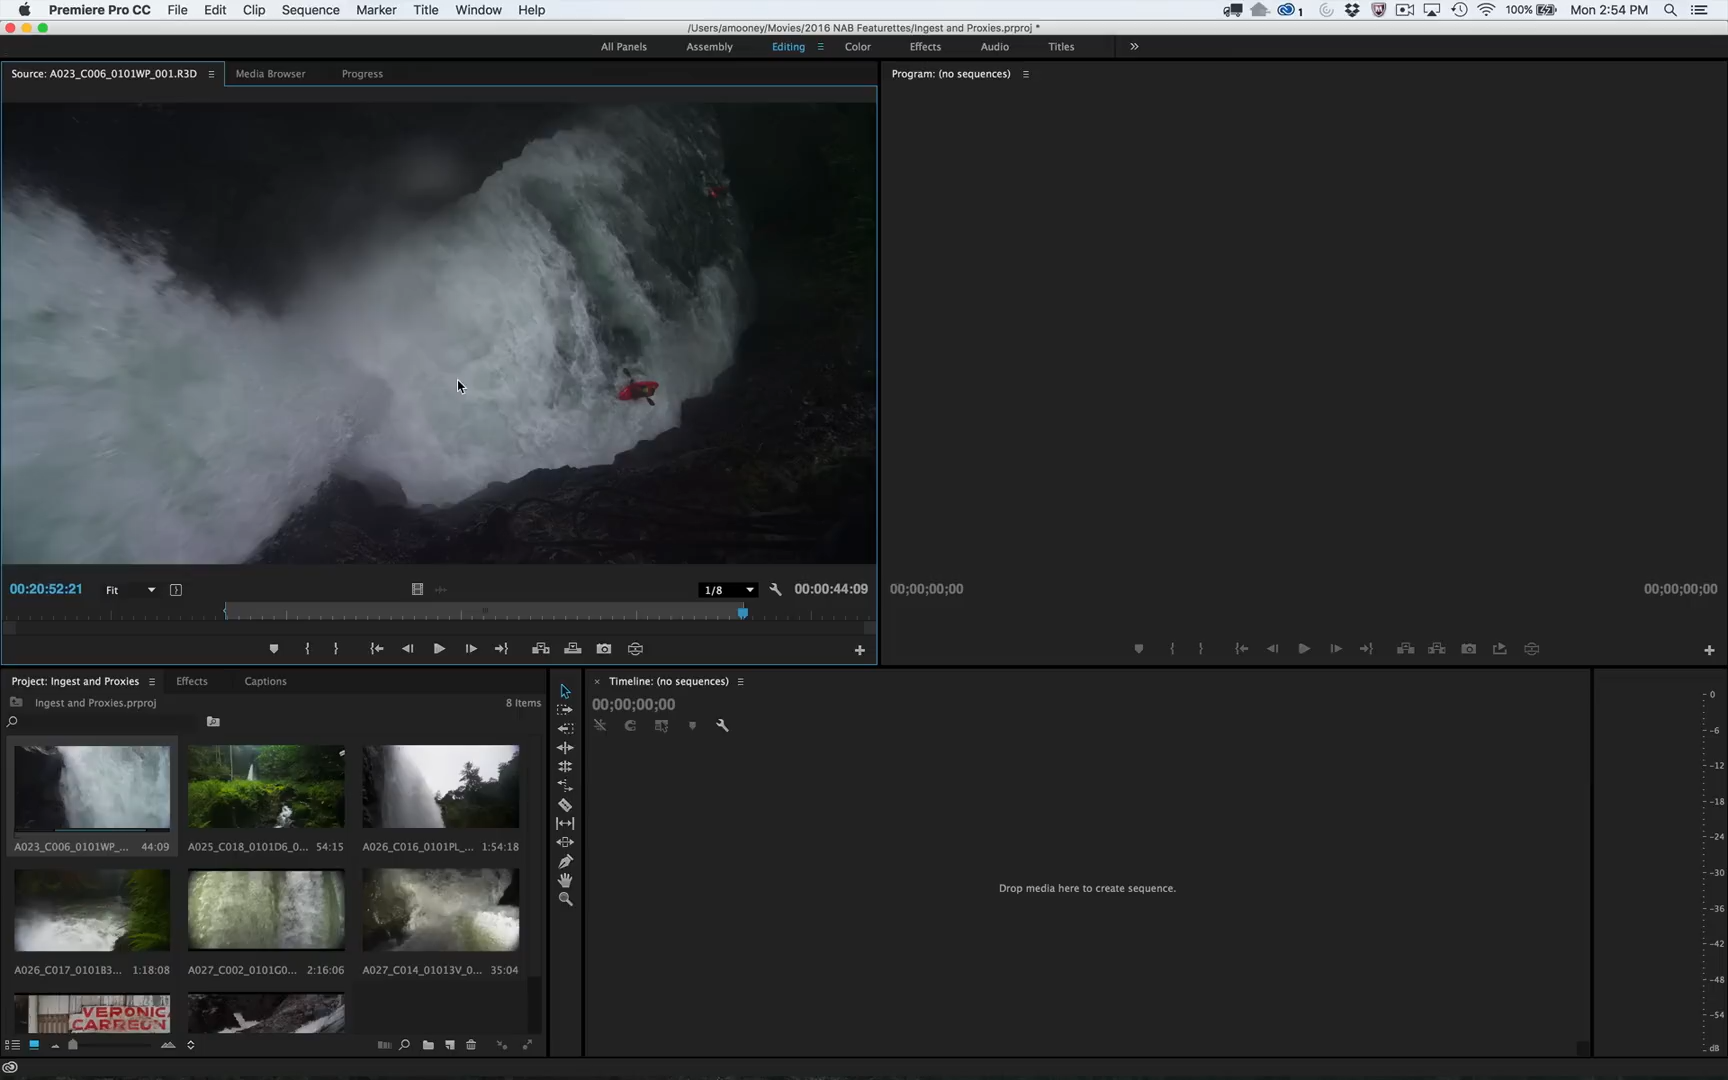 Premiere Pro CC File Edit Clip Sequence Marker Title Window Help 1 100% Mon 2:54 PM
/Users/amooney/Movies/2016 NAB Featurettes/Ingest and Proxies.prproj *
All Panels Assembly Editing Color Effects Audio Titles
Source: A023_C006_0101WP_001.R3D Media Browser Progress
Program: (no sequences)
00:20:52:21 Fit 1/8 00:00:44:09
00;00;00;00 00;00;00;00
Project: Ingest and Proxies Effects Captions
Ingest and Proxies.prproj 8 Items
A023_C006_0101WP_... 44:09
A025_C018_0101D6_0... 54:15
A026_C016_0101PL_... 1:54:18
A026_C017_0101B3... 1:18:08
A027_C002_0101G0... 2:16:06
A027_C014_01013V_0... 35:04
VERONIC
CARREON
× Timeline: (no sequences)
00;00;00;00
Drop media here to create sequence.
0
-6
-12
-18
-24
-30
-36
-42
-48
-54
dB